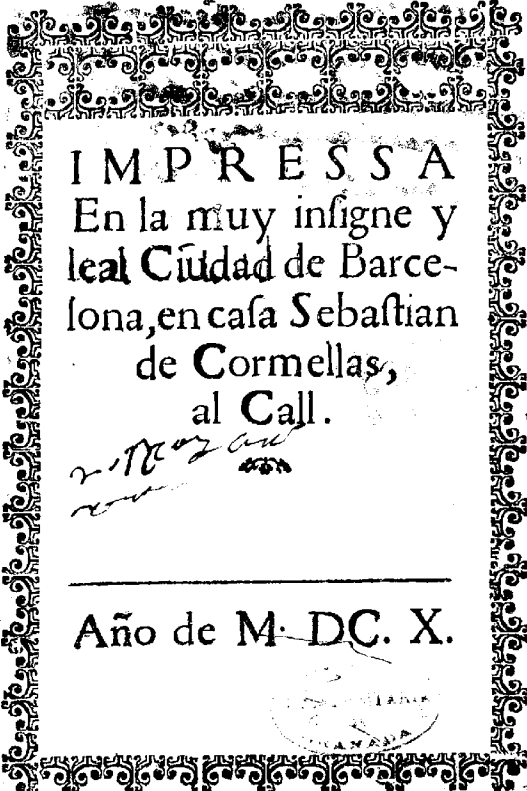 IMPRESSA
En la muy inſigne y
leal Ciudad de Barce-
lona, en caſa Sebaſtian
de Cormellas,
al Call.
Año de M. DC. X.